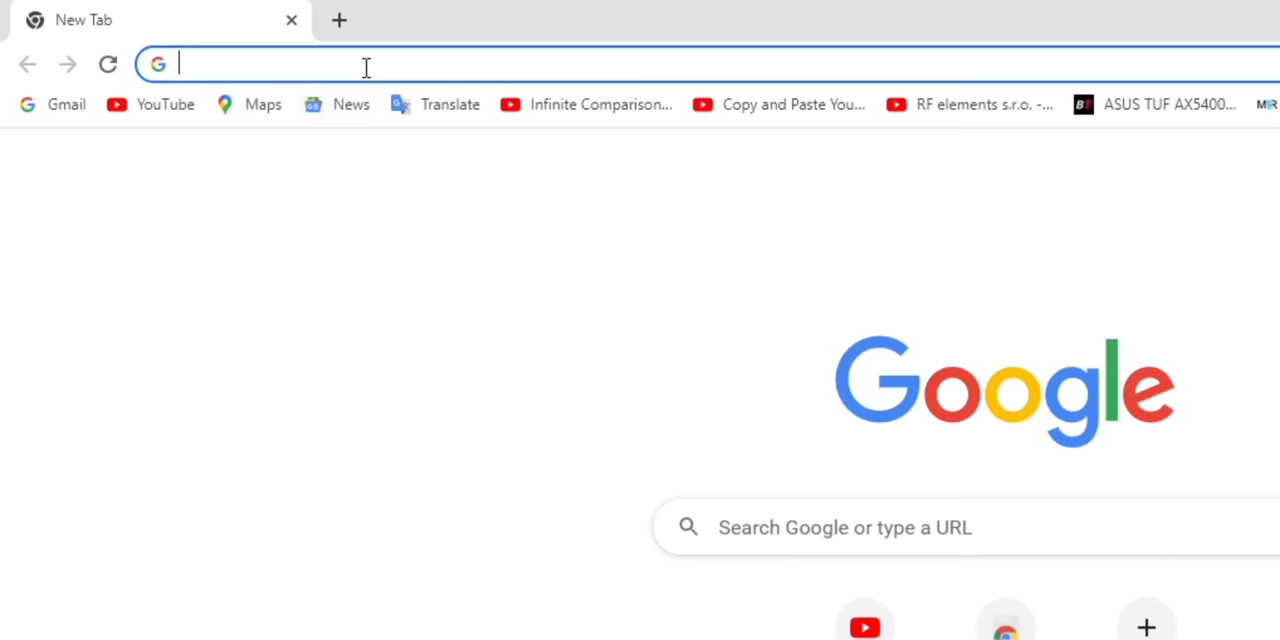 New Tab
Gmail YouTube Maps News Translate Infinite Comparison... Copy and Paste You... RF elements s.r.o. -... BT ASUS TUF AX5400...
Google
Search Google or type a URL